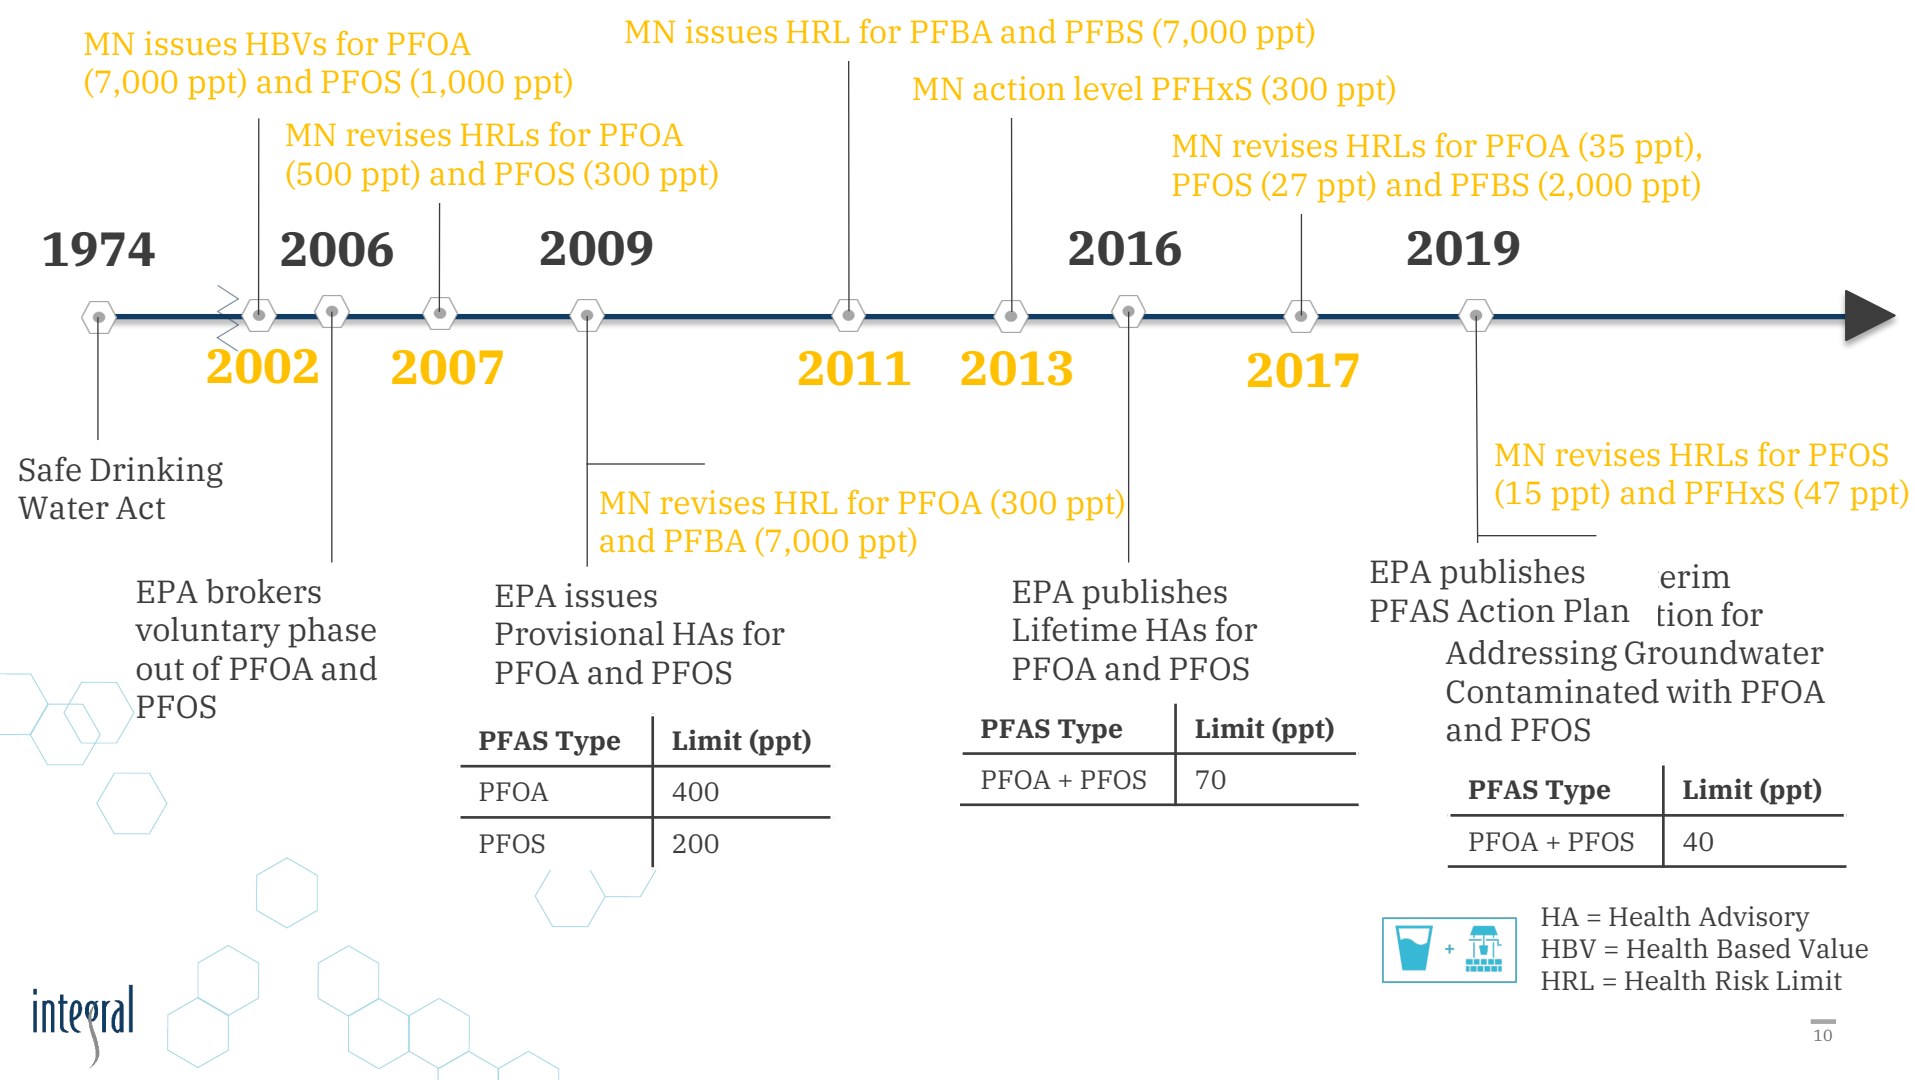 MN issues HBVs for PFOA
(7,000 ppt) and PFOS (1,000 ppt)
MN issues HRL for PFBA and PFBS (7,000 ppt)
MN action level PFHxS (300 ppt)
MN revises HRLs for PFOA
(500 ppt) and PFOS (300 ppt)
MN revises HRLs for PFOA (35 ppt),
PFOS (27 ppt) and PFBS (2,000 ppt)
1974
2006
2009
2016
2019
2002
2007
2011
2013
2017
Safe Drinking
Water Act
MN revises HRL for PFOA (300 ppt)
and PFBA (7,000 ppt)
MN revises HRLs for PFOS
(15 ppt) and PFHxS (47 ppt)
EPA brokers
voluntary phase
out of PFOA and
PFOS
EPA issues
Provisional HAs for
PFOA and PFOS
PFAS Type Limit (ppt)
PFOA 400
PFOS 200
EPA publishes
Lifetime HAs for
PFOA and PFOS
PFAS Type Limit (ppt)
PFOA + PFOS 70
EPA publishes
PFAS Action Plan
erim
tion for
Addressing Groundwater
Contaminated with PFOA
and PFOS
PFAS Type Limit (ppt)
PFOA + PFOS 40
+
HA = Health Advisory
HBV = Health Based Value
HRL = Health Risk Limit
integral
10